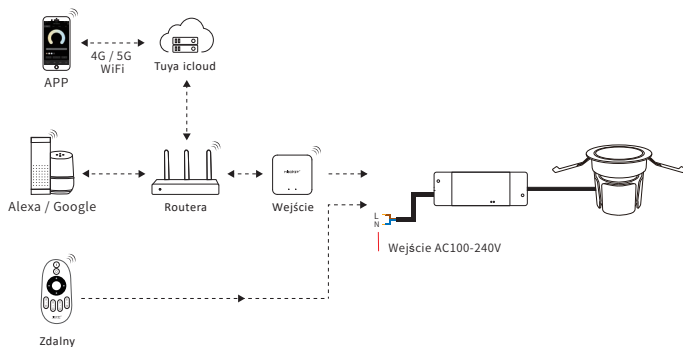 4G / 5G
WiFi
APP
Tuya icloud
Alexa / Google
Routera
Wejście
L
N
Wejście AC100-240V
Zdalny